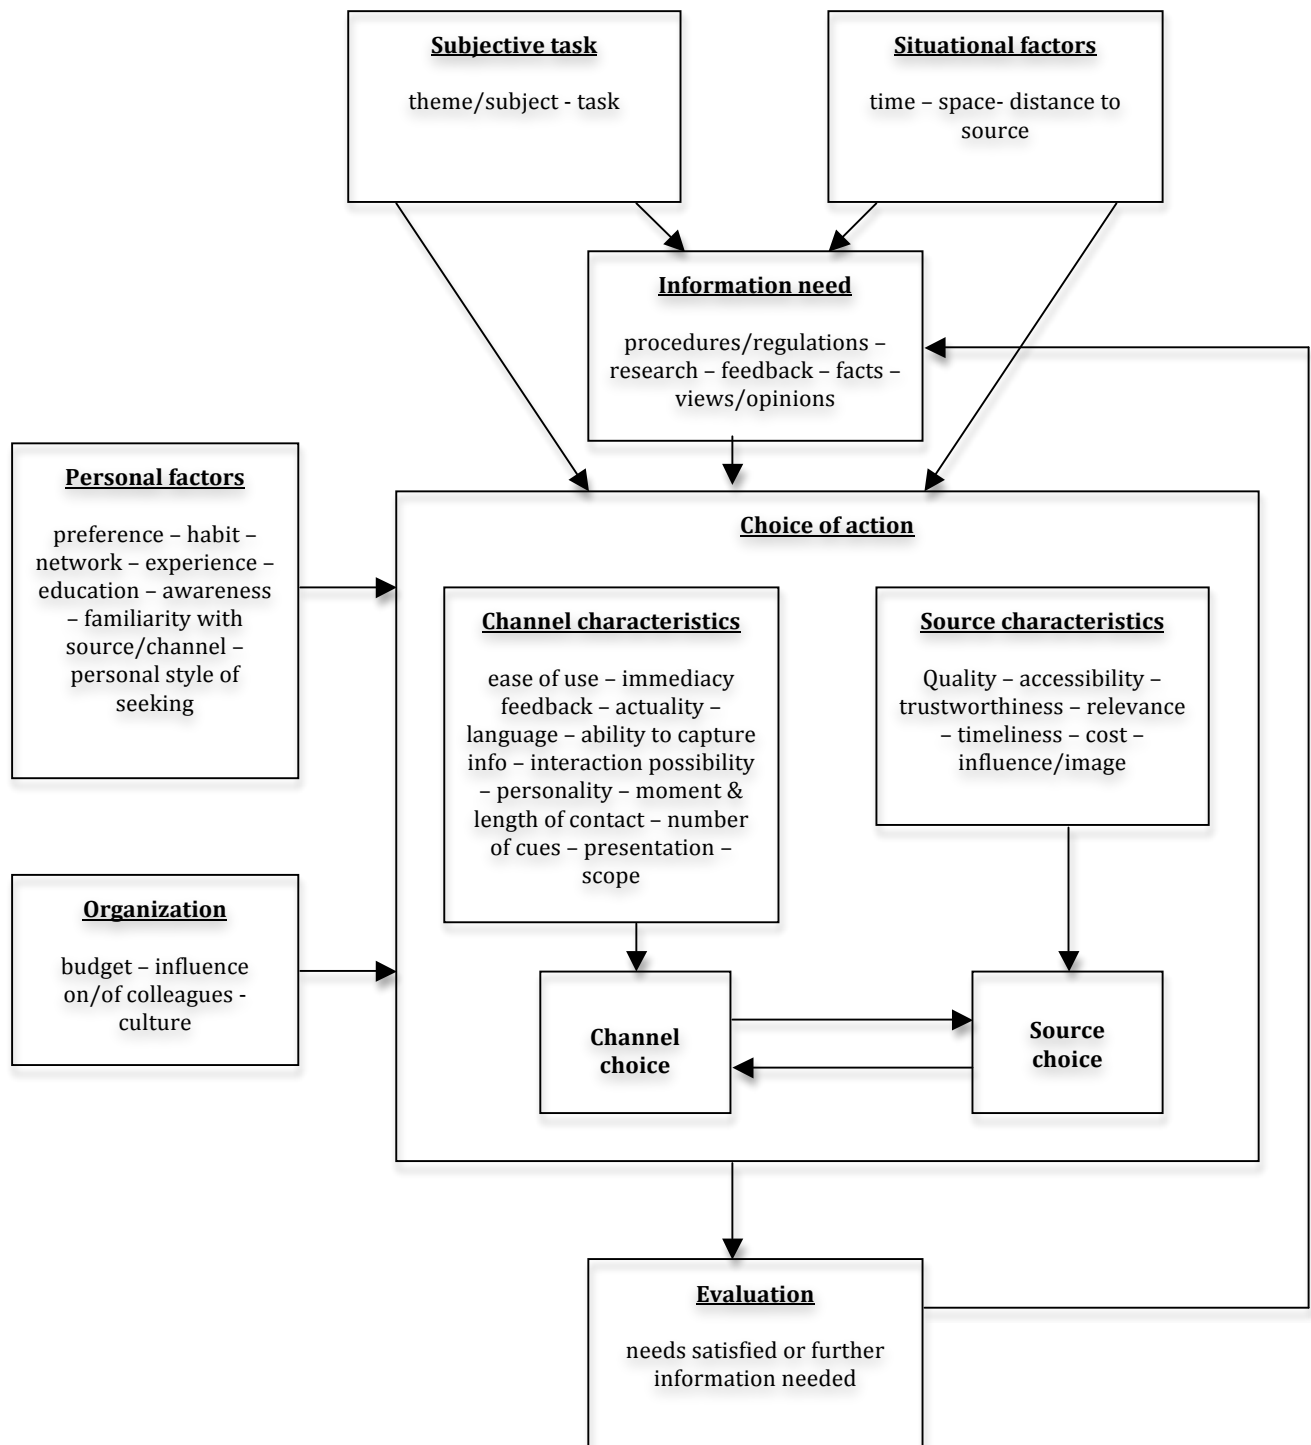 Subjective task
theme/subject - task
Situational factors
time – space- distance to
source
Information need
procedures/regulations –
research – feedback – facts –
views/opinions
Personal factors
preference – habit –
network – experience –
education – awareness
– familiarity with
source/channel –
personal style of
seeking
Choice of action
Channel characteristics
ease of use – immediacy
feedback – actuality –
language – ability to capture
info – interaction possibility
– personality – moment &
length of contact – number
of cues – presentation –
scope
Source characteristics
Quality – accessibility –
trustworthiness – relevance
– timeliness – cost –
influence/image
Organization
budget – influence
on/of colleagues -
culture
Channel
choice
Source
choice
Evaluation
needs satisfied or further
information needed